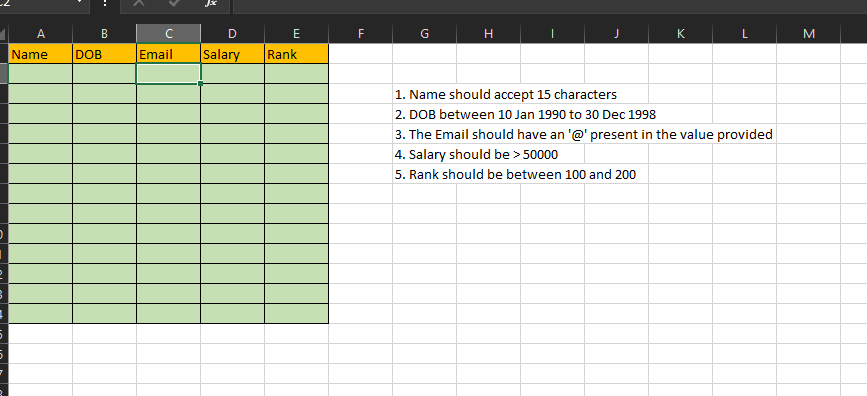 A B C D E F G H I J K L M
Name DOB Email Salary Rank
1. Name should accept 15 characters
2. DOB between 10 Jan 1990 to 30 Dec 1998
3. The Email should have an '@' present in the value provided
4. Salary should be > 50000
5. Rank should be between 100 and 200